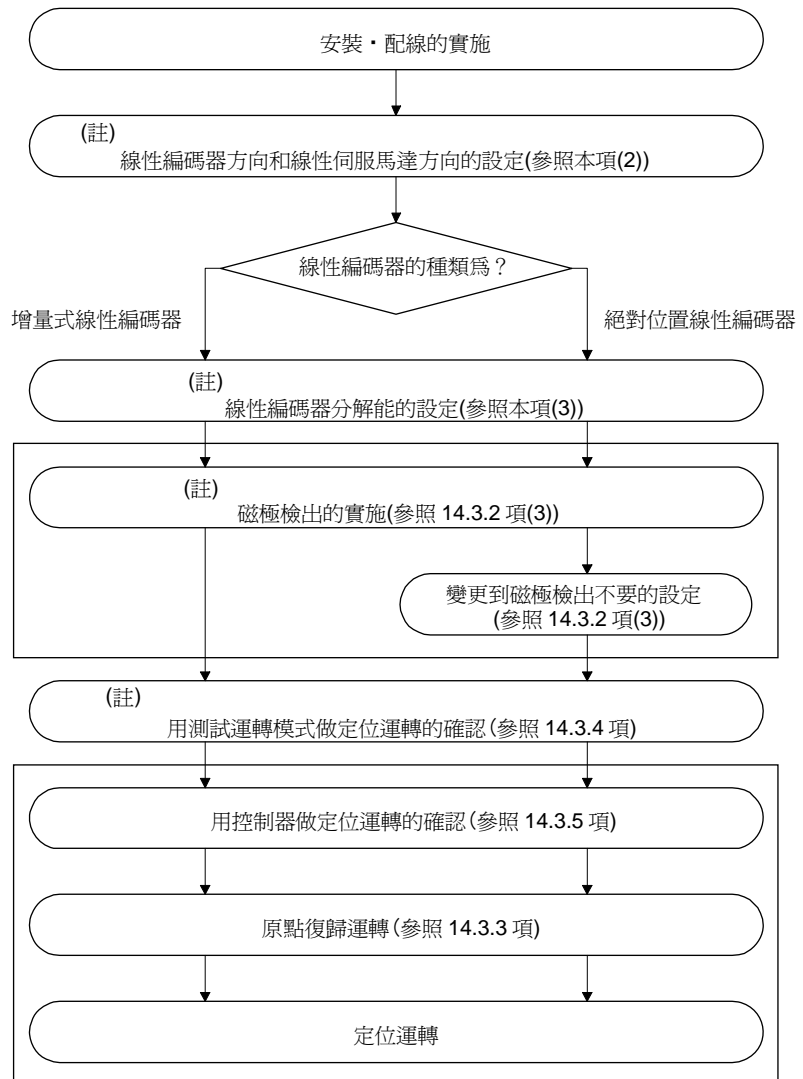 安裝・配線的實施
(註)
線性編碼器方向和線性伺服馬達方向的設定(參照本項(2))
線性編碼器的種類爲？
增量式線性編碼器
絕對位置線性編碼器
(註)
線性編碼器分解能的設定(參照本項(3))
(註)
磁極檢出的實施(參照 14.3.2 項(3))
變更到磁極檢出不要的設定
(參照 14.3.2 項(3))
(註)
用測試運轉模式做定位運轉的確認(參照 14.3.4 項)
用控制器做定位運轉的確認(參照 14.3.5 項)
原點復歸運轉(參照 14.3.3 項)
定位運轉